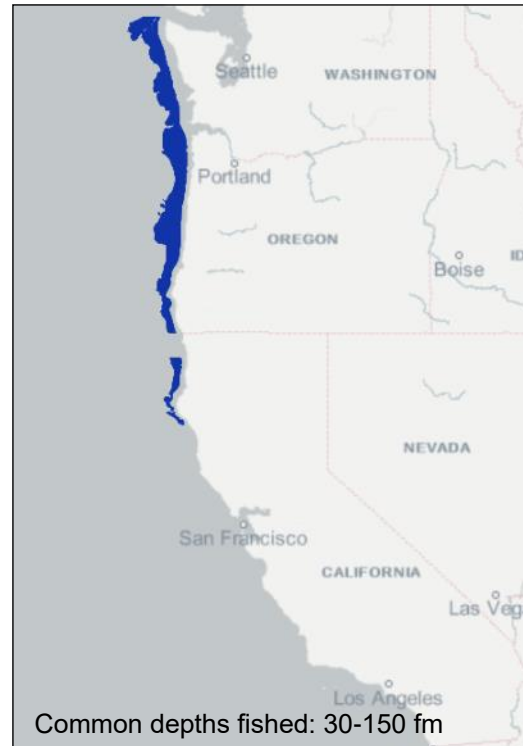 Seattle
WASHINGTON
Portland
OREGON
Boise
ID
NEVADA
San Francisco
CALIFORNIA
Las Veg
Los Angeles
Common depths fished: 30-150 fm